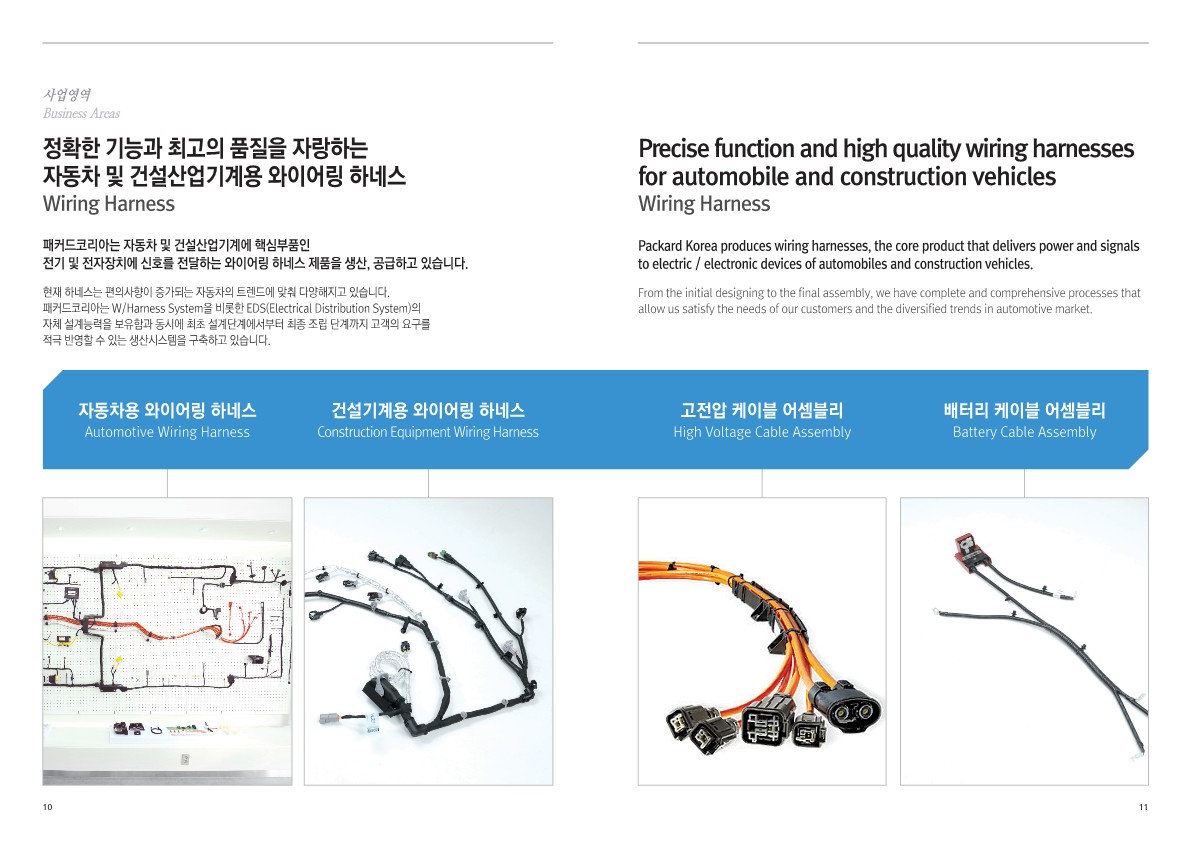 사업영역
Business Areas
정확한 기능과 최고의 품질을 자랑하는
자동차 및 건설산업기계용 와이어링 하네스
Wiring Harness
패커드코리아는 자동차 및 건설산업기계에 핵심부품인
전기 및 전자장치에 신호를 전달하는 와이어링 하네스 제품을 생산, 공급하고 있습니다.
현재 하네스는 편의사향이 증가되는 자동차의 트렌드에 맞춰 다양해지고 있습니다.
패커드코리아는 W/Harness System을 비롯한 EDS(Electrical Distribution System)의
자체 설계능력을 보유함과 동시에 최초 설계단계에서부터 최종 조립 단계까지 고객의 요구를
적극 반영할 수 있는 생산시스템을 구축하고 있습니다.
Precise function and high quality wiring harnesses
for automobile and construction vehicles
Wiring Harness
Packard Korea produces wiring harnesses, the core product that delivers power and signals
to electric / electronic devices of automobiles and construction vehicles.
From the initial designing to the final assembly, we have complete and comprehensive processes that
allow us satisfy the needs of our customers and the diversified trends in automotive market.
자동차용 와이어링 하네스
Automotive Wiring Harness
건설기계용 와이어링 하네스
Construction Equipment Wiring Harness
고전압 케이블 어셈블리
High Voltage Cable Assembly
배터리 케이블 어셈블리
Battery Cable Assembly
10
11